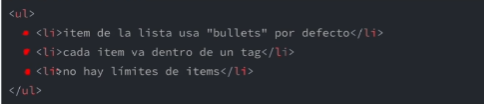 <ul>
<li>item de la lista usa "bullets" por defecto</li>
<li>cada item va dentro de un tag</li>
<li>no hay límites de items</li>
</ul>